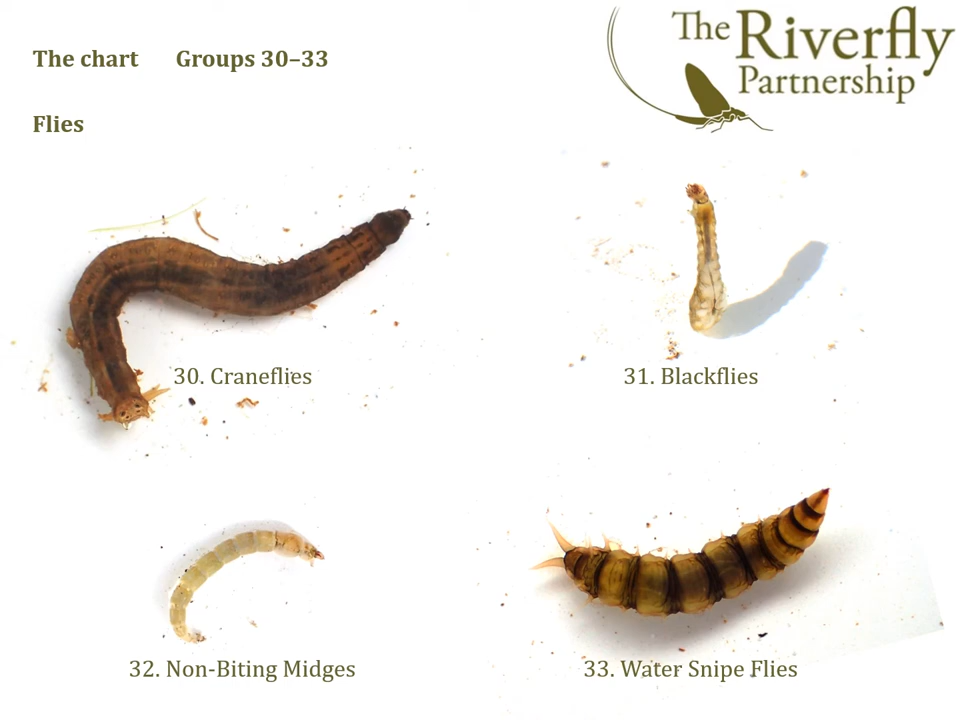 The Riverfly
Partnership
The chart Groups 30–33
Flies
30. Craneflies
31. Blackflies
32. Non-Biting Midges
33. Water Snipe Flies